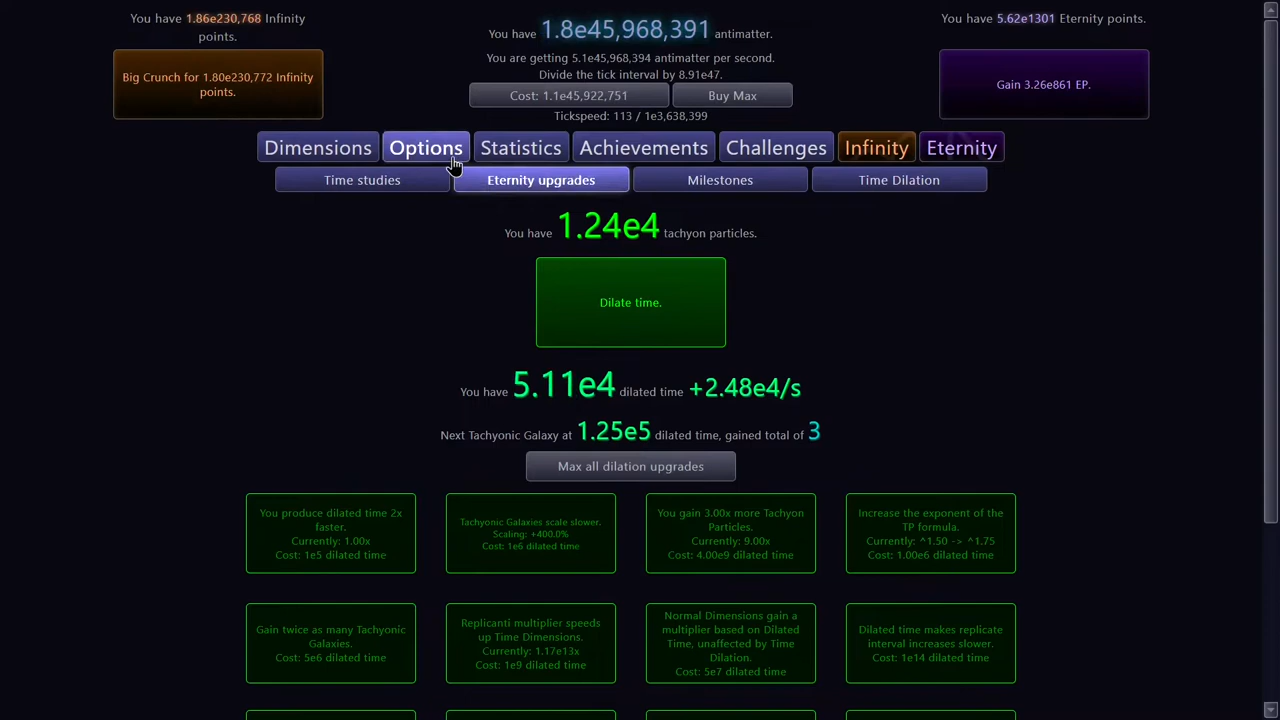 You have 1.86e230,768 Infinity
points.
Big Crunch for 1.80e230,772 Infinity
points.
You have 1.8e45,968,391 antimatter.
You are getting 5.1e45,968,394 antimatter per second.
Divide the tick interval by 8.91e47.
Cost: 1.1e45,922,751
Buy Max
Tickspeed: 113 / 1e3,638,399
You have 5.62e1301 Eternity points.
Gain 3.26e861 EP.
Dimensions
Options
Statistics
Achievements
Challenges
Infinity
Eternity
Time studies
Eternity upgrades
Milestones
Time Dilation
You have 1.24e4 tachyon particles.
Dilate time.
You have 5.11e4 dilated time +2.48e4/s
Next Tachyonic Galaxy at 1.25e5 dilated time, gained total of 3
Max all dilation upgrades
You produce dilated time 2x
faster.
Currently: 1.00x
Cost: 1e5 dilated time
Tachyonic Galaxies scale slower.
Scaling: +400.0%
Cost: 1e6 dilated time
You gain 3.00x more Tachyon
Particles.
Currently: 9.00x
Cost: 4.00e9 dilated time
Increase the exponent of the
TP formula.
Currently: ^1.50 -> ^1.75
Cost: 1.00e6 dilated time
Gain twice as many Tachyonic
Galaxies.
Cost: 5e6 dilated time
Replicanti multiplier speeds
up Time Dimensions.
Currently: 1.17e13x
Cost: 1e9 dilated time
Normal Dimensions gain a
multiplier based on Dilated
Time, unaffected by Time
Dilation.
Cost: 5e7 dilated time
Dilated time makes replicate
interval increases slower.
Cost: 1e14 dilated time